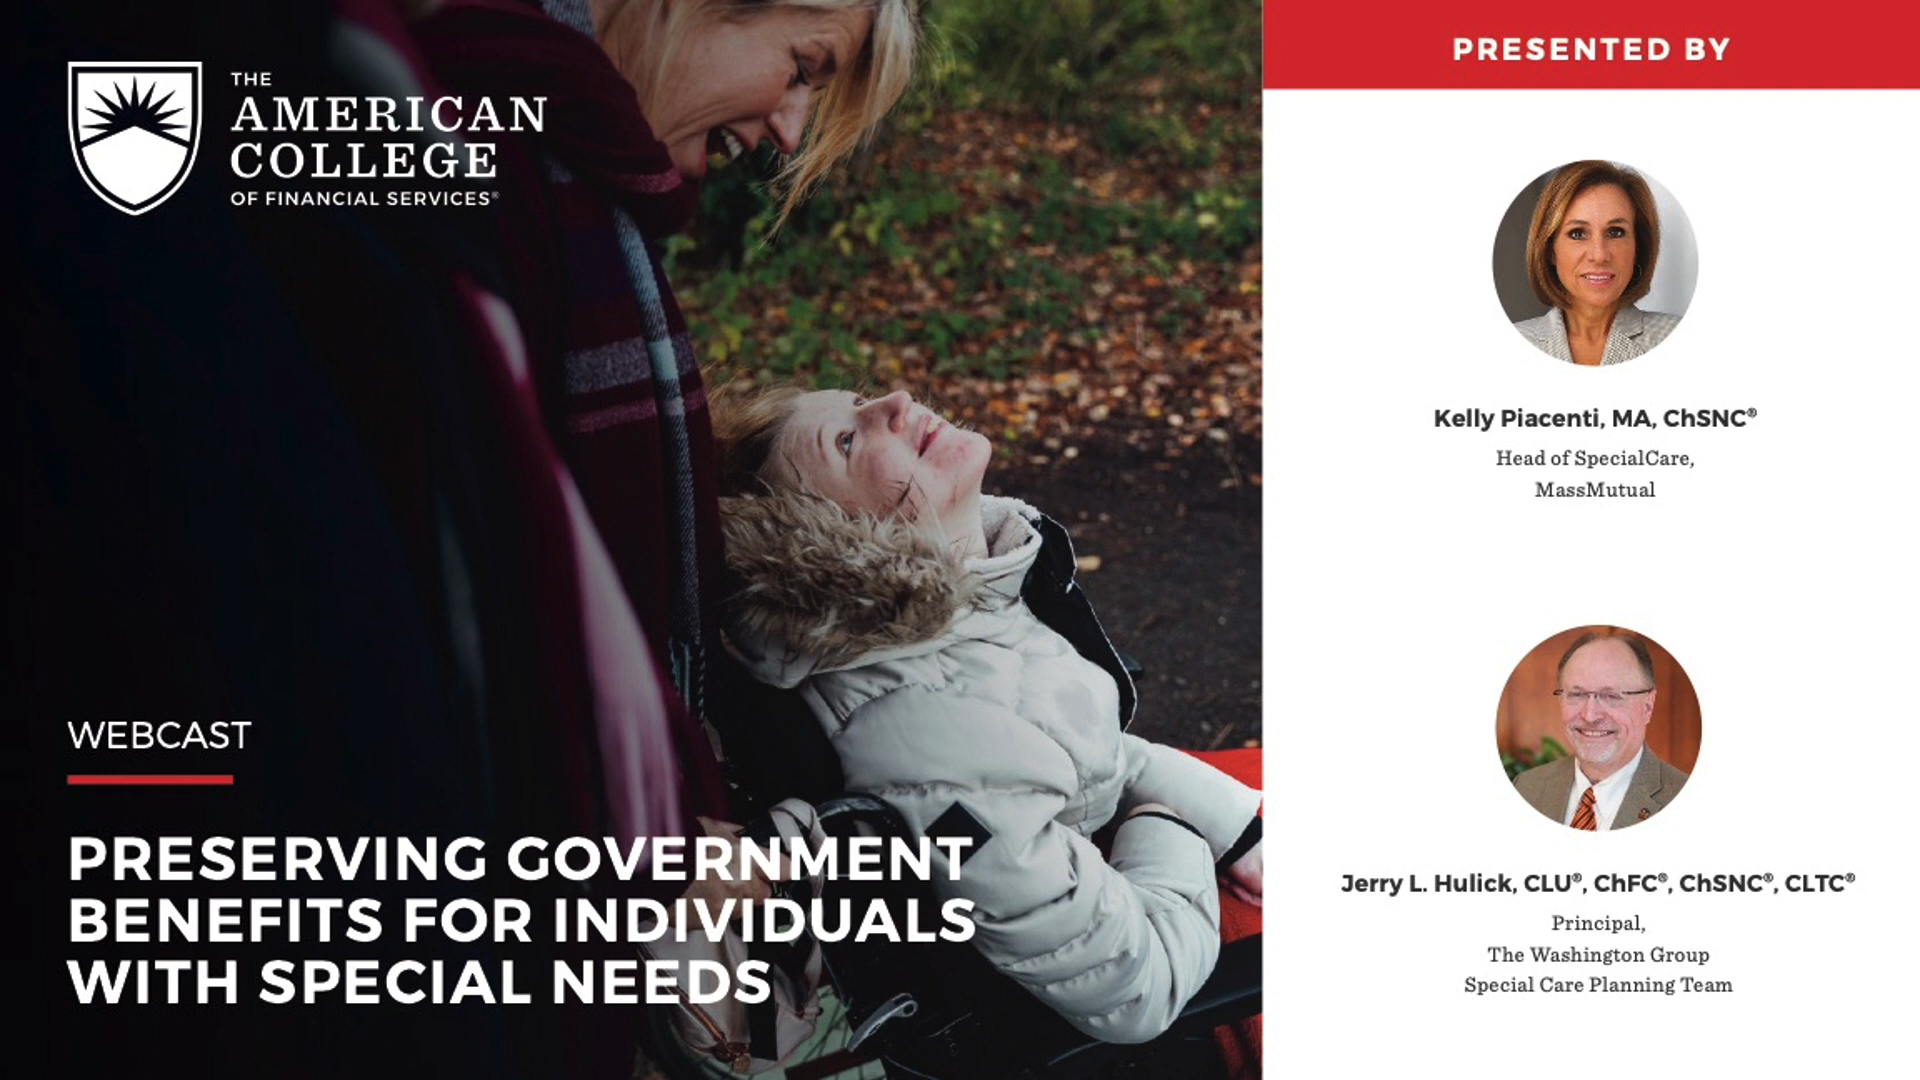 THE
AMERICAN
COLLEGE
OF FINANCIAL SERVICES®
WEBCAST
PRESERVING GOVERNMENT
BENEFITS FOR INDIVIDUALS
WITH SPECIAL NEEDS
PRESENTED BY
Kelly Piacenti, MA, ChSNC®
Head of SpecialCare,
MassMutual
Jerry L. Hulick, CLU®, ChFC®, ChSNC®, CLTC®
Principal,
The Washington Group
Special Care Planning Team